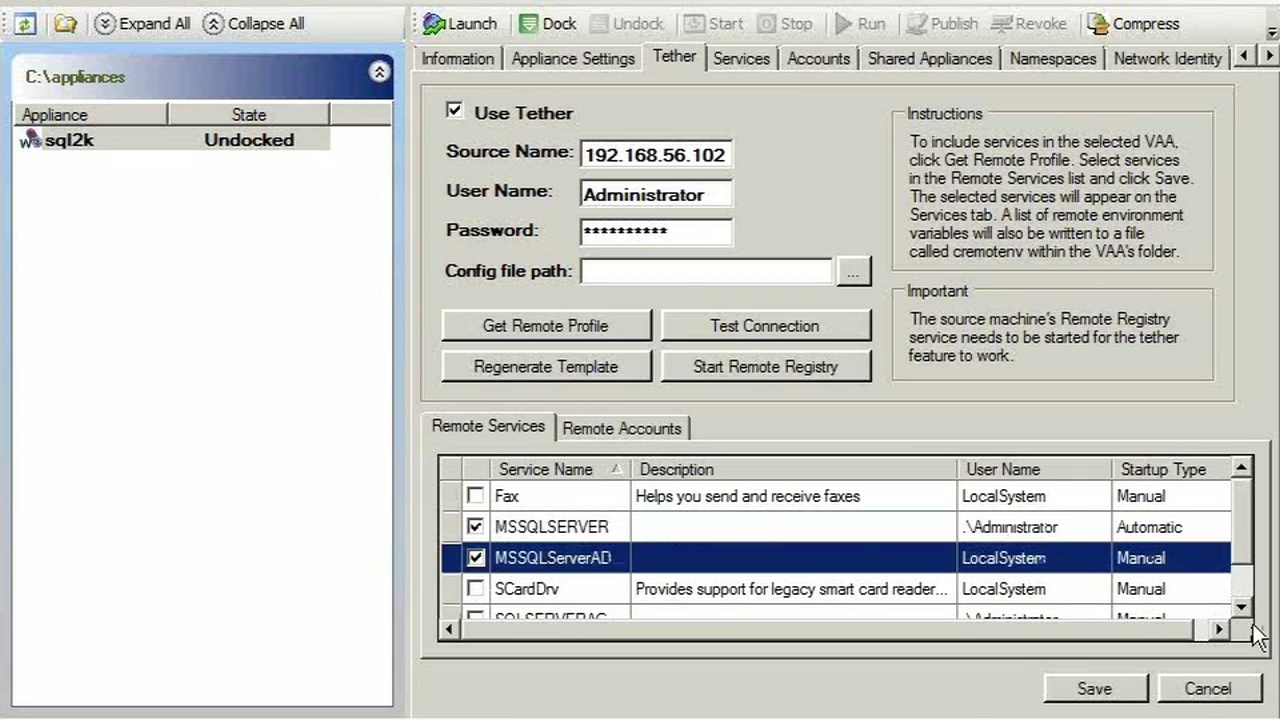 Expand All Collapse All
Launch Dock Undock Start Stop Run Publish Revoke Compress
C:\appliances
Appliance State
sql2k Undocked
Information Appliance Settings Tether Services Accounts Shared Appliances Namespaces Network Identity
Use Tether
Source Name: 192.168.56.102
User Name: Administrator
Password: **********
Config file path: ...
Get Remote Profile Test Connection
Regenerate Template Start Remote Registry
Instructions
To include services in the selected VAA,
click Get Remote Profile. Select services
in the Remote Services list and click Save.
The selected services will appear on the
Services tab. A list of remote environment
variables will also be written to a file
called cremotenv within the VAA's folder.
Important
The source machine's Remote Registry
service needs to be started for the tether
feature to work.
Remote Services Remote Accounts
Service Name Description User Name Startup Type
Fax Helps you send and receive faxes LocalSystem Manual
MSSQLSERVER .\Administrator Automatic
MSSQLServerAD LocalSystem Manual
SCardDrv Provides support for legacy smart card reader... LocalSystem Manual
SQLSERVERAG .\Administrator Manual
Save Cancel